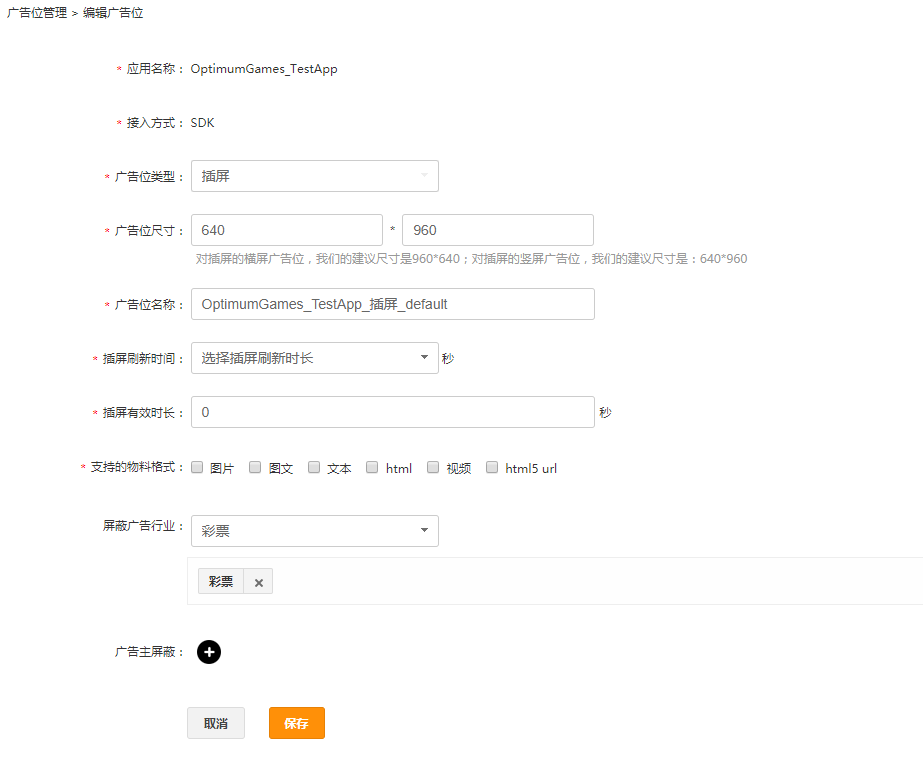 广告位管理 > 编辑广告位
* 应用名称： OptimumGames_TestApp
* 接入方式： SDK
* 广告位类型： 插屏
* 广告位尺寸： 640 * 960
对插屏的横屏广告位，我们的建议尺寸是960*640；对插屏的竖屏广告位，我们的建议尺寸是：640*960
* 广告位名称： OptimumGames_TestApp_插屏_default
* 插屏刷新时间： 选择插屏刷新时长 秒
* 插屏有效时长： 0 秒
* 支持的物料格式： 图片 图文 文本 html 视频 html5 url
屏蔽广告行业： 彩票
彩票 ×
广告主屏蔽：
取消 保存